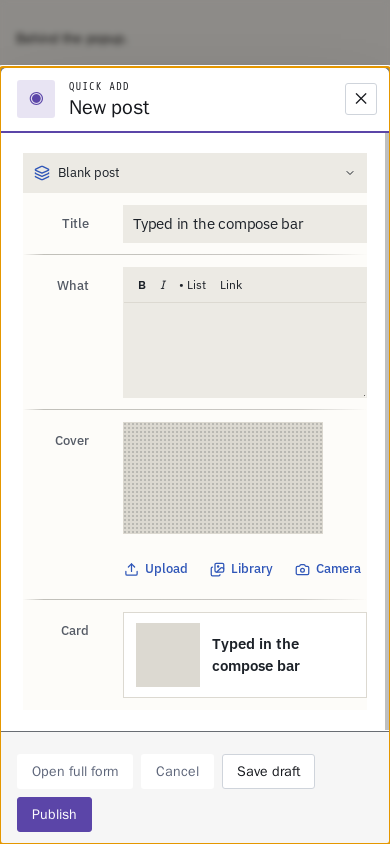 Behind the popup.
QUICK ADD
New post
Blank post
Title
Typed in the compose bar
What
B I • List Link
Cover
Upload Library Camera
Card
Typed in the
compose bar
Open full form Cancel Save draft
Publish